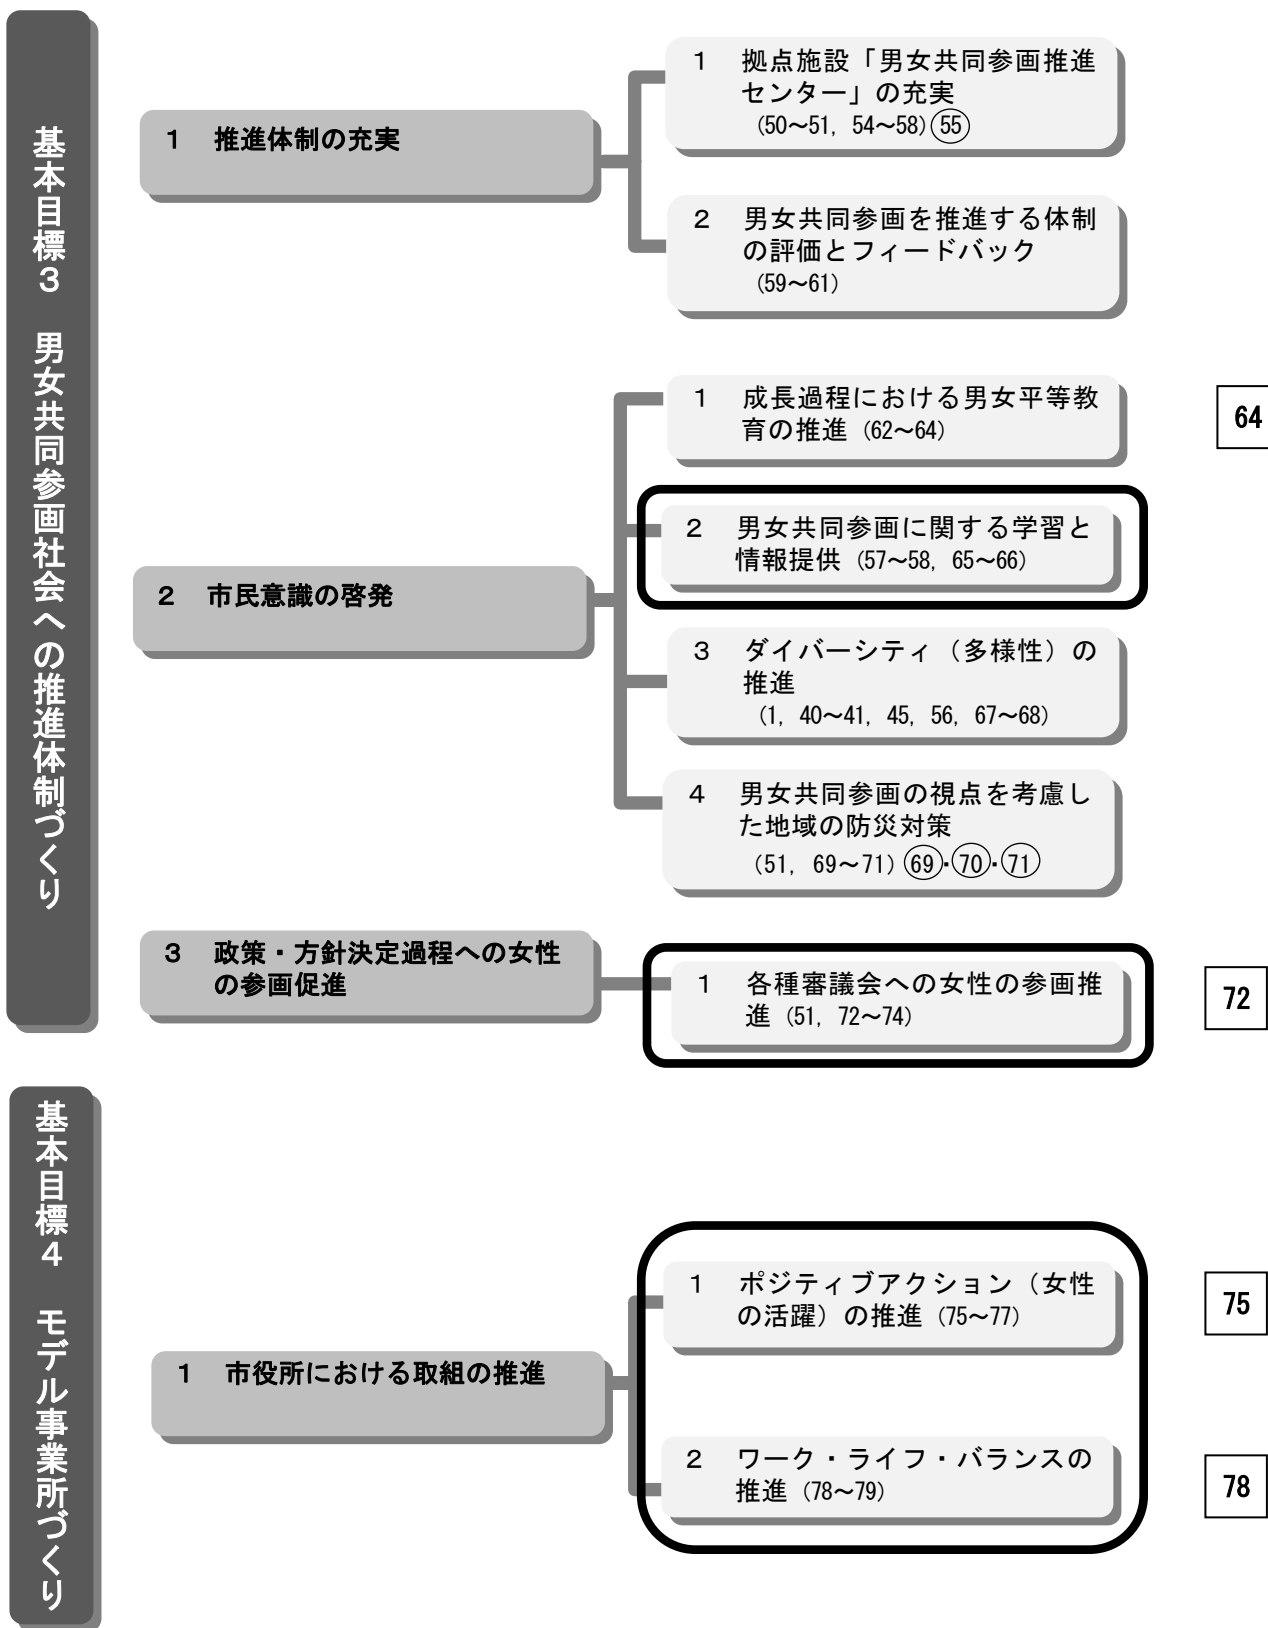 基本目標３　男女共同参画社会への推進体制づくり
１　推進体制の充実
１　拠点施設「男女共同参画推進
センター」の充実
（50～51，54～58）55
２　男女共同参画を推進する体制
の評価とフィードバック
（59～61）
２　市民意識の啓発
１　成長過程における男女平等教
育の推進（62～64）
64
２　男女共同参画に関する学習と
情報提供（57～58，65～66）
３　ダイバーシティ（多様性）の
推進
（1，40～41，45，56，67～68）
４　男女共同参画の視点を考慮し
た地域の防災対策
（51，69～71）69・70・71
３　政策・方針決定過程への女性
の参画促進
１　各種審議会への女性の参画推
進（51，72～74）
72
基本目標４　モデル事業所づくり
１　市役所における取組の推進
１　ポジティブアクション（女性
の活躍）の推進（75～77）
75
２　ワーク・ライフ・バランスの
推進（78～79）
78